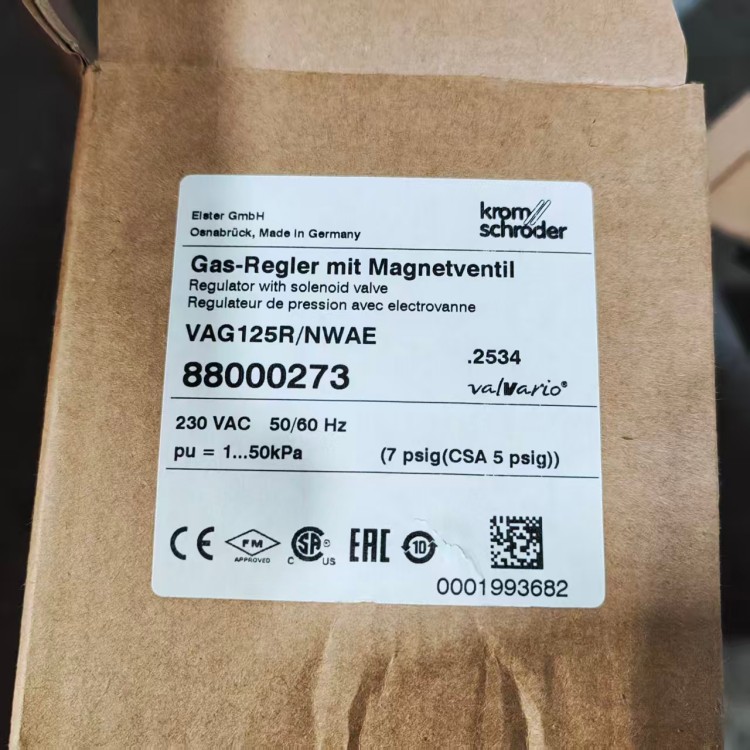 Elster GmbH
Osnabrück, Made in Germany
krom
schröder
Gas-Regler mit Magnetventil
Regulator with solenoid valve
Regulateur de pression avec electrovanne
VAG125R/NWAE
.2534
88000273
valvario®
230 VAC 50/60 Hz
pu = 1...50kPa (7 psig(CSA 5 psig))
CE
FM
APPROVED
C SA ® US
EAC
10
0001993682